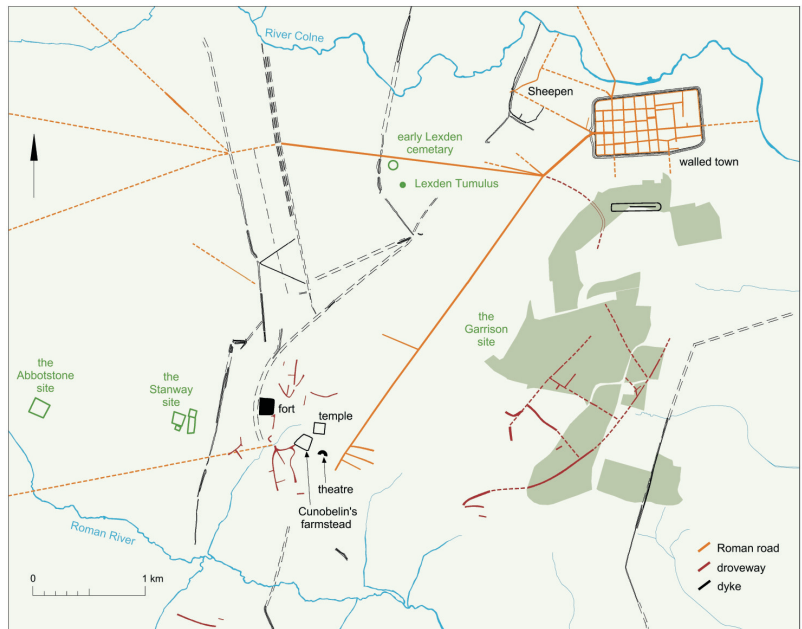 River Colne
Sheepen
early Lexden
cemetary
Lexden Tumulus
walled town
the
Garrison
site
the
Abbotstone
site
the
Stanway
site
fort
temple
theatre
Cunobelin's
farmstead
Roman River
Roman road
droveway
dyke
0 1 km